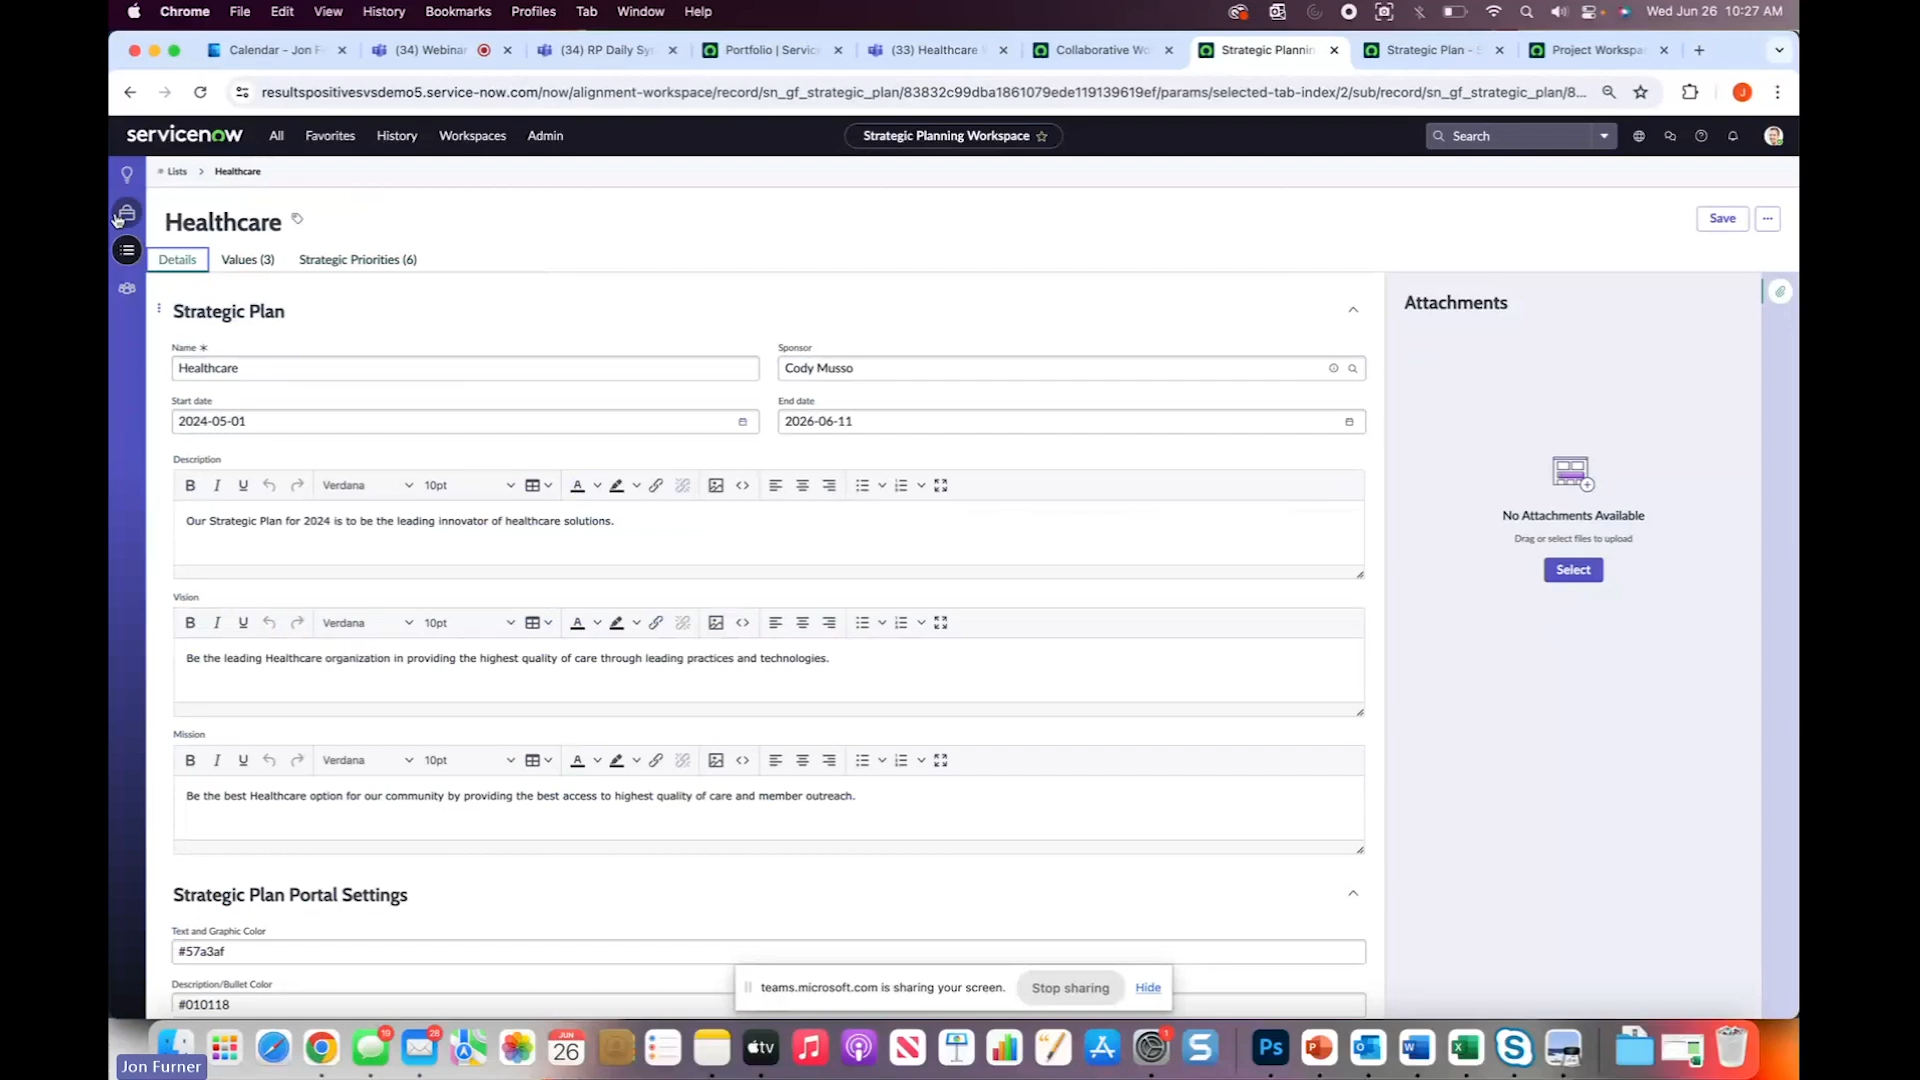 Chrome File Edit View History Bookmarks Profiles Tab Window Help Wed Jun 26 10:27 AM
Calendar - Jon F (34) Webinar (34) RP Daily Sy Portfolio | Service (33) Healthcare Collaborative Wo Strategic Plannin Strategic Plan - S Project Workspa
resultspositivesvsdemo5.service-now.com/now/alignment-workspace/record/sn_gf_strategic_plan/83832c99dba1861079ede119139619ef/params/selected-tab-index/2/sub/record/sn_gf_strategic_plan/8...
servicenow All Favorites History Workspaces Admin Strategic Planning Workspace Search
Lists > Healthcare
Healthcare Save
Details Values (3) Strategic Priorities (6)
Strategic Plan
Attachments
Name
Sponsor
Healthcare
Cody Musso
Start date
End date
2024-05-01
2026-06-11
Description
B I U Verdana 10pt A
Our Strategic Plan for 2024 is to be the leading innovator of healthcare solutions.
No Attachments Available
Drag or select files to upload
Select
Vision
B I U Verdana 10pt A
Be the leading Healthcare organization in providing the highest quality of care through leading practices and technologies.
Mission
B I U Verdana 10pt A
Be the best Healthcare option for our community by providing the best access to highest quality of care and member outreach.
Strategic Plan Portal Settings
Text and Graphic Color
#57a3af
Description/Bullet Color
#010118
teams.microsoft.com is sharing your screen. Stop sharing Hide
19 28 JUN 26 tv 1 S Ps P W X S
Jon Furner